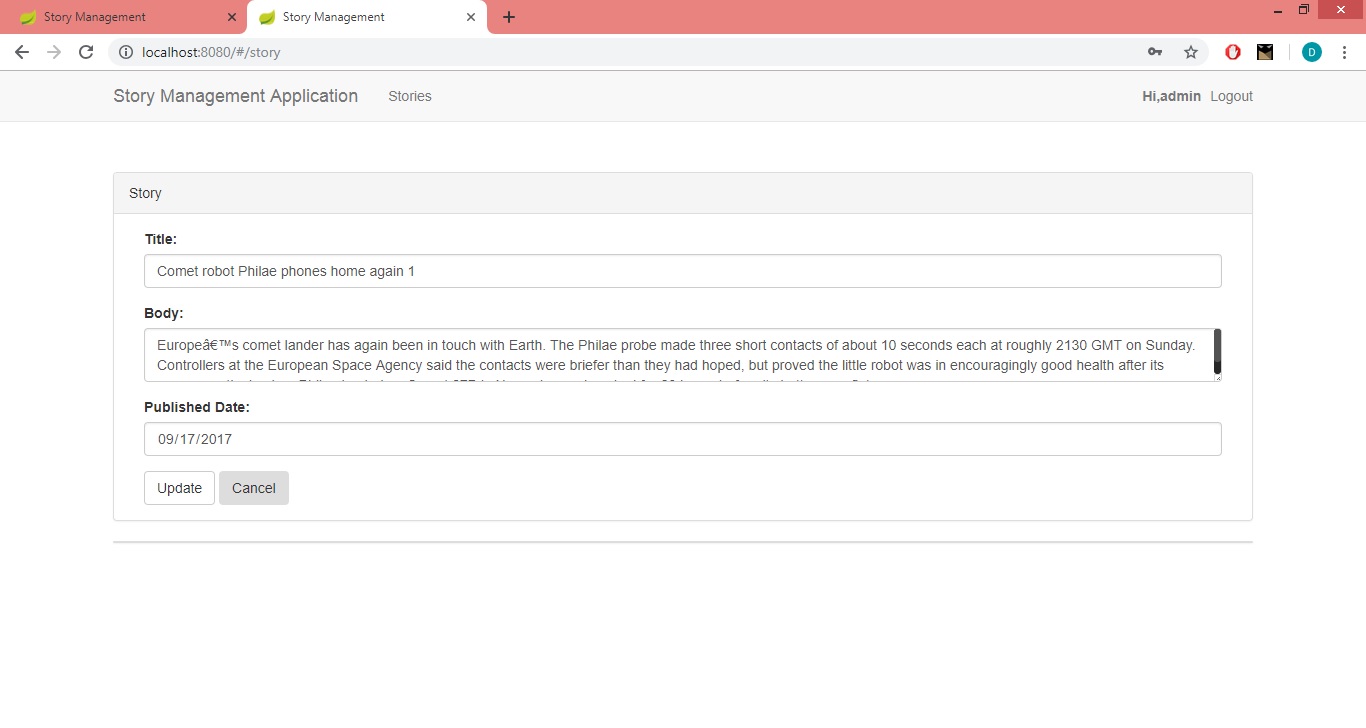 Story Management
Story Management
localhost:8080/#/story
D
Story Management Application Stories Hi,admin Logout
Story
Title:
Comet robot Philae phones home again 1
Body:
Europeâ€™s comet lander has again been in touch with Earth. The Philae probe made three short contacts of about 10 seconds each at roughly 2130 GMT on Sunday.
Controllers at the European Space Agency said the contacts were briefer than they had hoped, but proved the little robot was in encouragingly good health after its
Published Date:
09/17/2017
Update Cancel